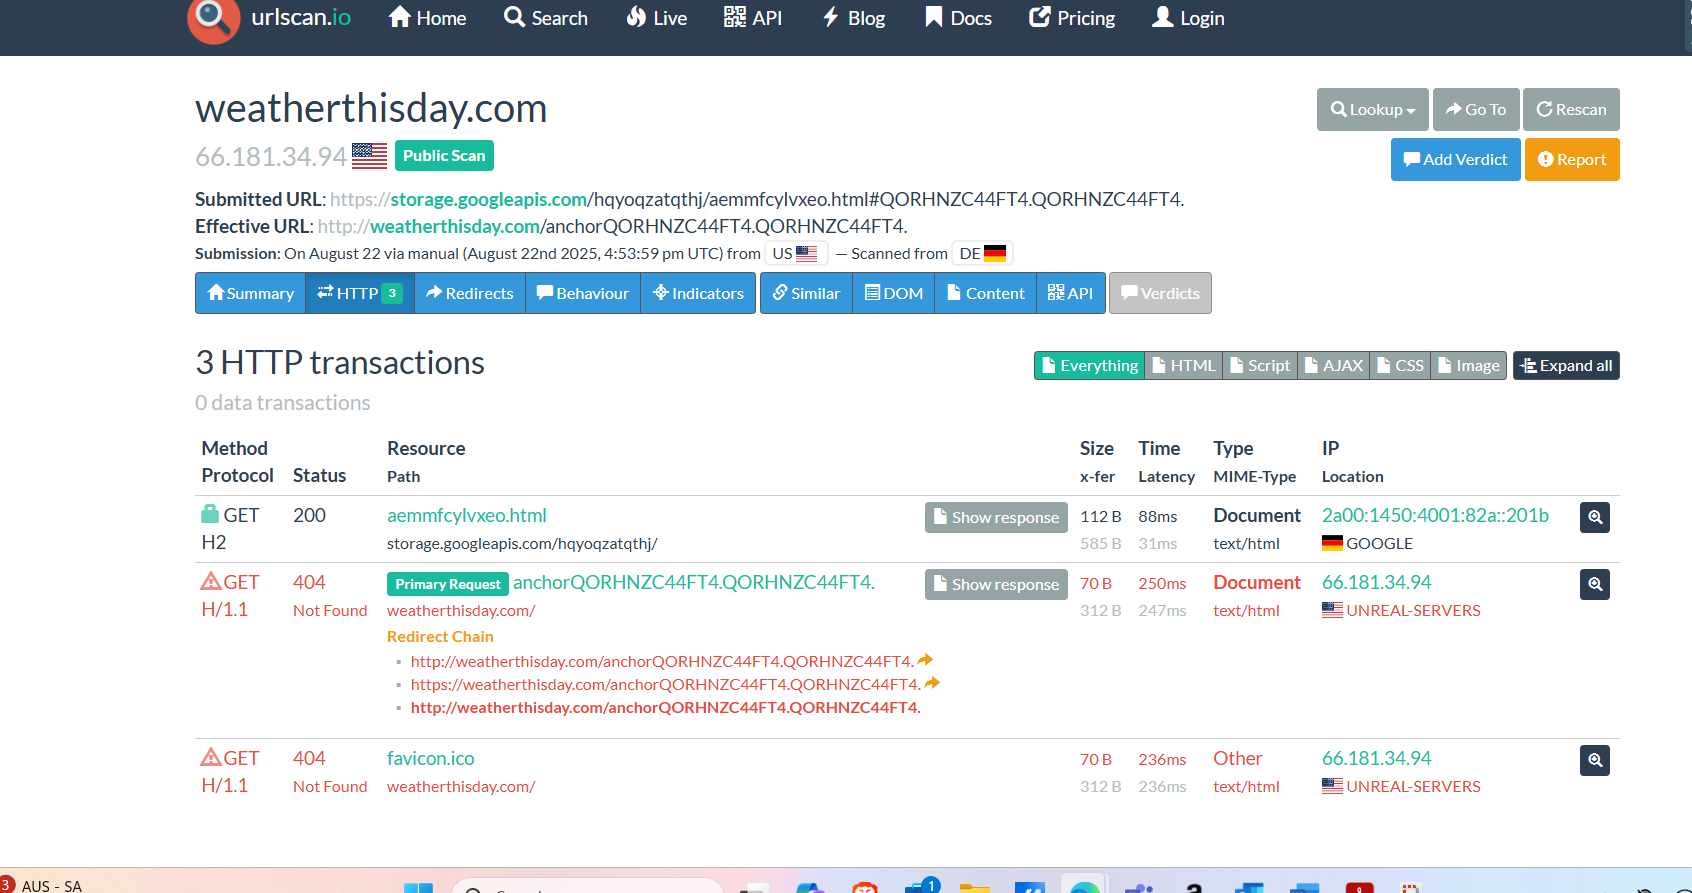 urlscan.io Home Search Live API Blog Docs Pricing Login
weatherthisday.com
Lookup Go To Rescan
66.181.34.94 Public Scan
Add Verdict Report
Submitted URL: https://storage.googleapis.com/hqyoqzatqthj/aemmfcylvxeo.html#QORHNZC44FT4.QORHNZC44FT4.
Effective URL: http://weatherthisday.com/anchorQORHNZC44FT4.QORHNZC44FT4.
Submission: On August 22 via manual (August 22nd 2025, 4:53:59 pm UTC) from US — Scanned from DE
Summary HTTP 3 Redirects Behaviour Indicators Similar DOM Content API Verdicts
3 HTTP transactions
Everything HTML Script AJAX CSS Image Expand all
0 data transactions
Method Resource Size Time Type IP
Protocol Status Path x-fer Latency MIME-Type Location
GET 200 aemmfcylvxeo.html Show response 112 B 88ms Document 2a00:1450:4001:82a::201b
H2 storage.googleapis.com/hqyoqzatqthj/ 585 B 31ms text/html GOOGLE
GET 404 Primary Request anchorQORHNZC44FT4.QORHNZC44FT4. Show response 70 B 250ms Document 66.181.34.94
H/1.1 Not Found weatherthisday.com/ 312 B 247ms text/html UNREAL-SERVERS
Redirect Chain
http://weatherthisday.com/anchorQORHNZC44FT4.QORHNZC44FT4.
https://weatherthisday.com/anchorQORHNZC44FT4.QORHNZC44FT4.
http://weatherthisday.com/anchorQORHNZC44FT4.QORHNZC44FT4.
GET 404 favicon.ico 70 B 236ms Other 66.181.34.94
H/1.1 Not Found weatherthisday.com/ 312 B 236ms text/html UNREAL-SERVERS
3 AUS - SA 1